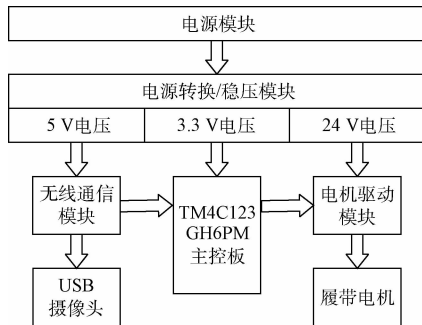 电源模块
电源转换/稳压模块
5 V电压
3.3 V电压
24 V电压
无线通信
模块
TM4C123
GH6PM
主控板
电机驱动
模块
USB
摄像头
履带电机